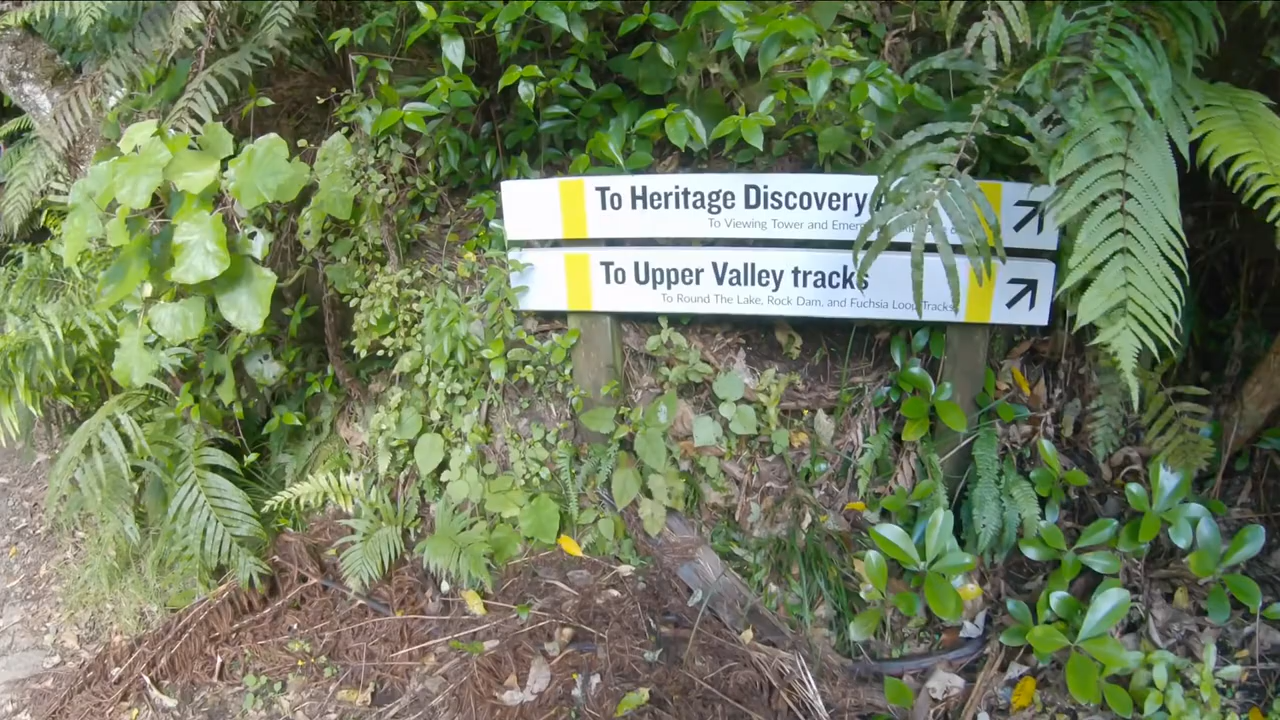 To Heritage Discovery
To Viewing Tower and
To Upper Valley tracks
To Round The Lake, Rock Dam, and Fuchsia Loop Tracks